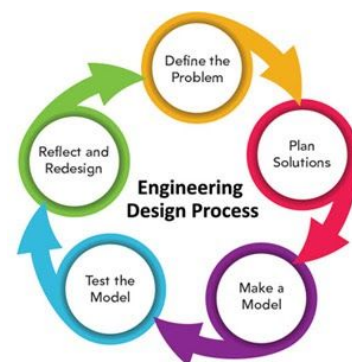 Define the
Problem
Plan
Solutions
Make a
Model
Test the
Model
Reflect and
Redesign
Engineering
Design Process